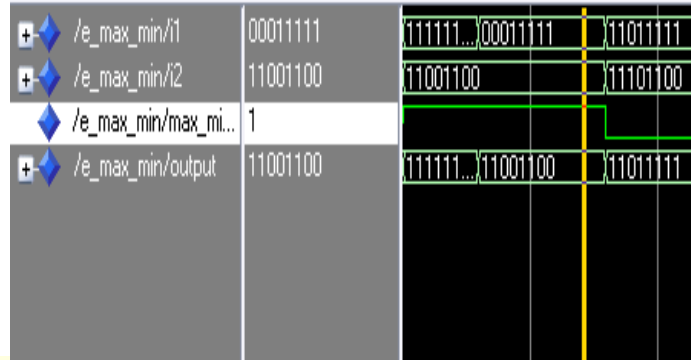 /e_max_min/i1 00011111 111111... 00011111 11011111
/e_max_min/i2 11001100 11001100 11101100
/e_max_min/max_mi... 1
/e_max_min/output 11001100 111111... 11001100 11011111